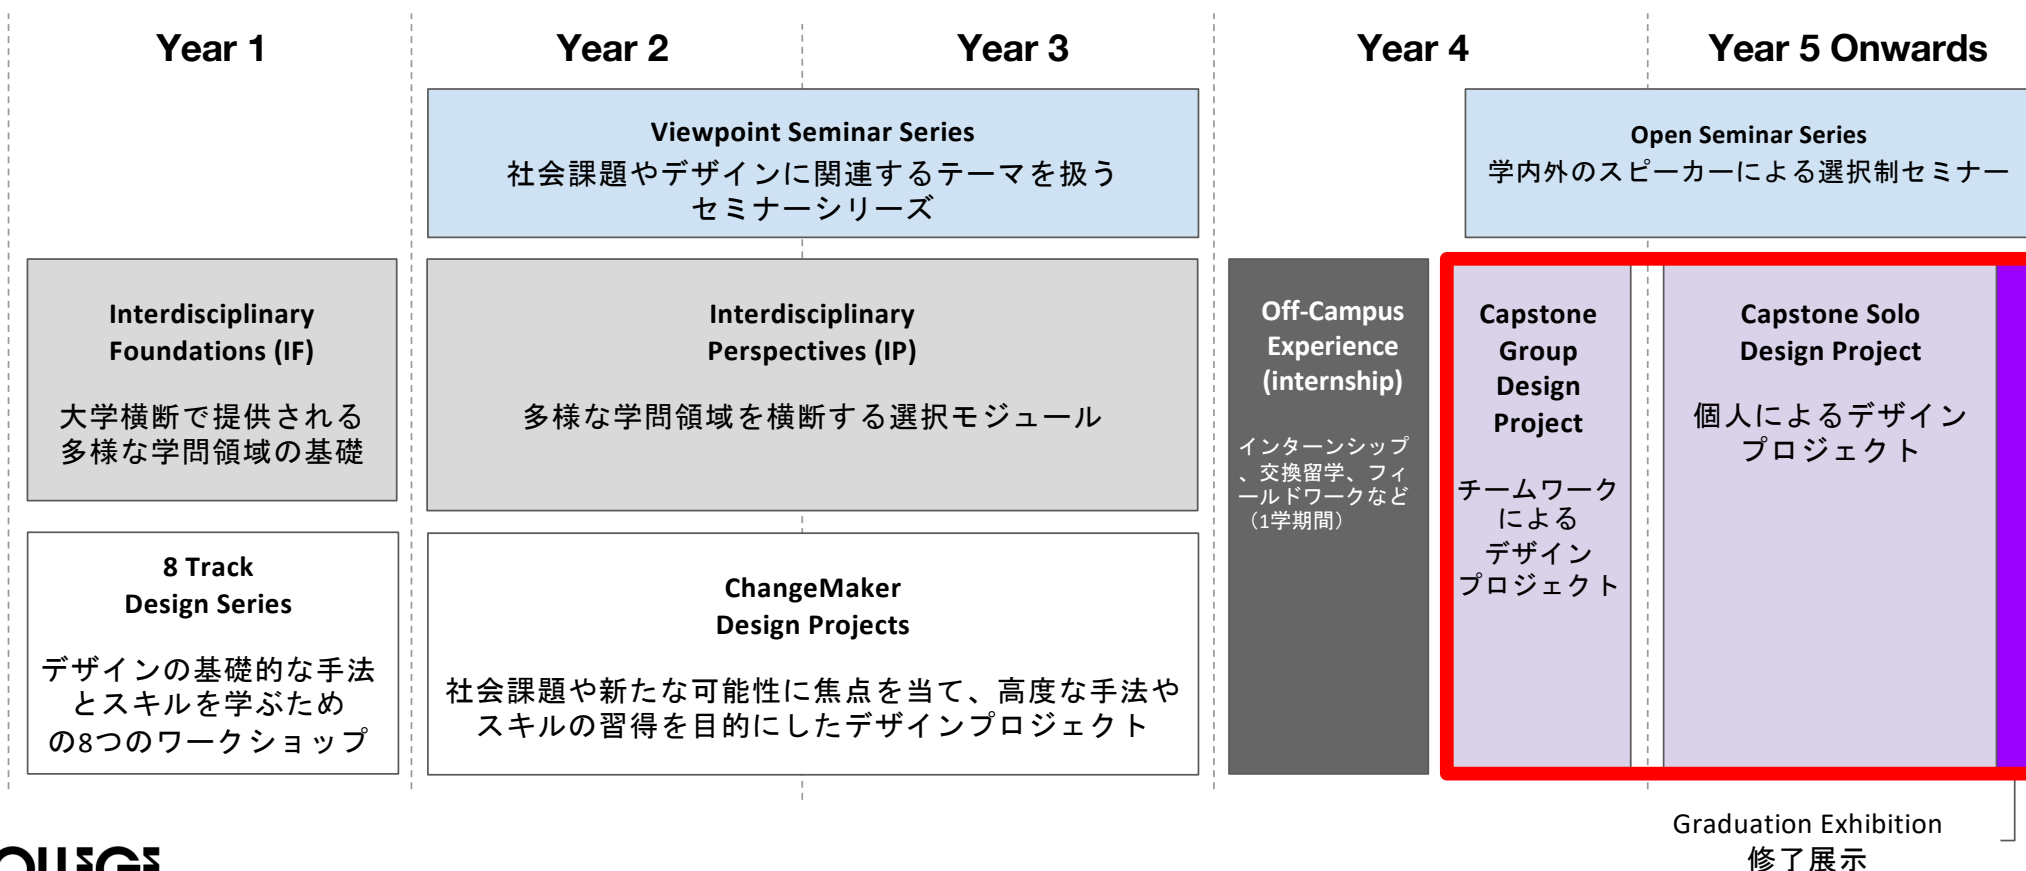 Year 1
Year 2
Year 3
Year 4
Year 5 Onwards
Viewpoint Seminar Series
社会課題やデザインに関連するテーマを扱う
セミナーシリーズ
Open Seminar Series
学内外のスピーカーによる選択制セミナー
Interdisciplinary
Foundations (IF)
大学横断で提供される
多様な学問領域の基礎
Interdisciplinary
Perspectives (IP)
多様な学問領域を横断する選択モジュール
Off-Campus
Experience
(internship)
インターンシップ
、交換留学、フィ
ールドワークなど
（1学期間）
Capstone
Group
Design
Project
チームワーク
による
デザイン
プロジェクト
Capstone Solo
Design Project
個人によるデザイン
プロジェクト
8 Track
Design Series
デザインの基礎的な手法
とスキルを学ぶため
の8つのワークショップ
ChangeMaker
Design Projects
社会課題や新たな可能性に焦点を当て、高度な手法や
スキルの習得を目的にしたデザインプロジェクト
Graduation Exhibition
修了展示